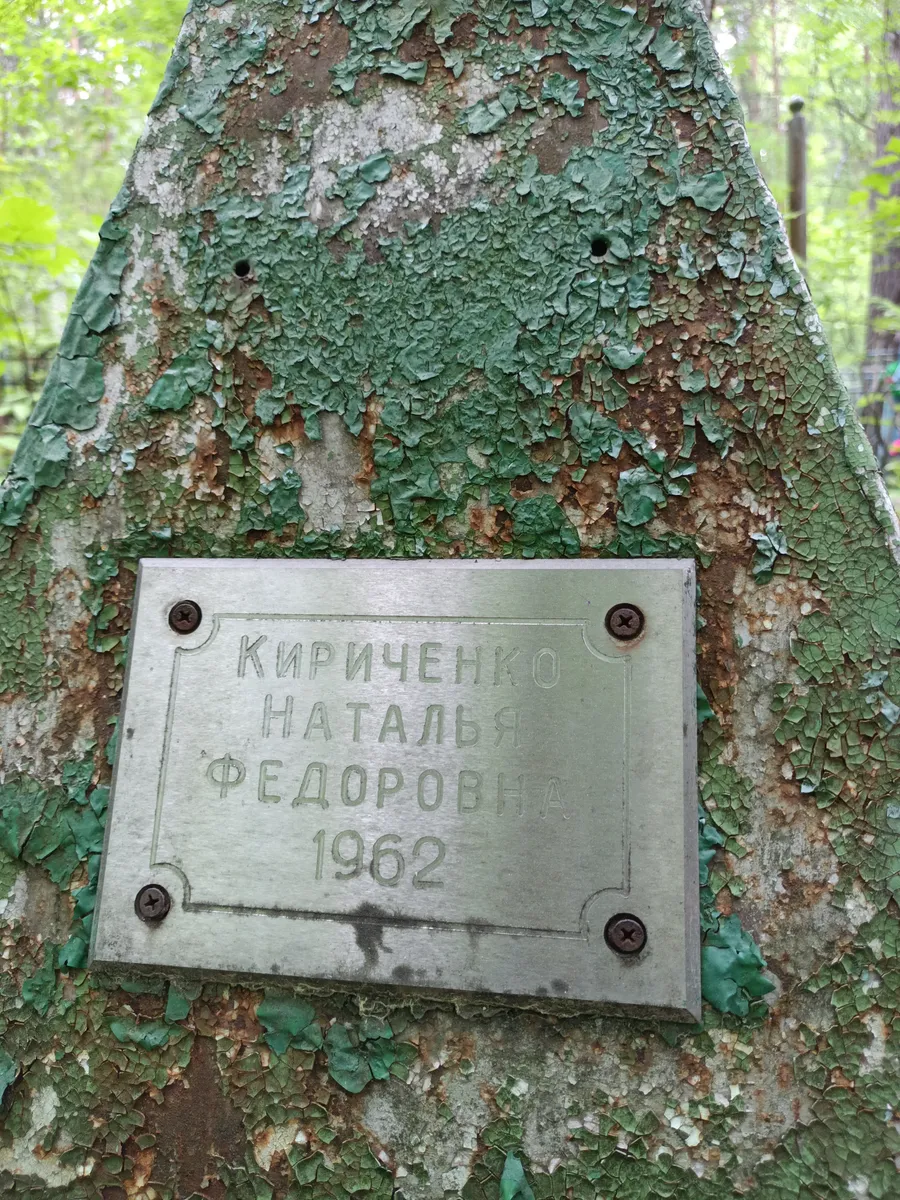 Кириченко
Наталья
Федоровна
1962